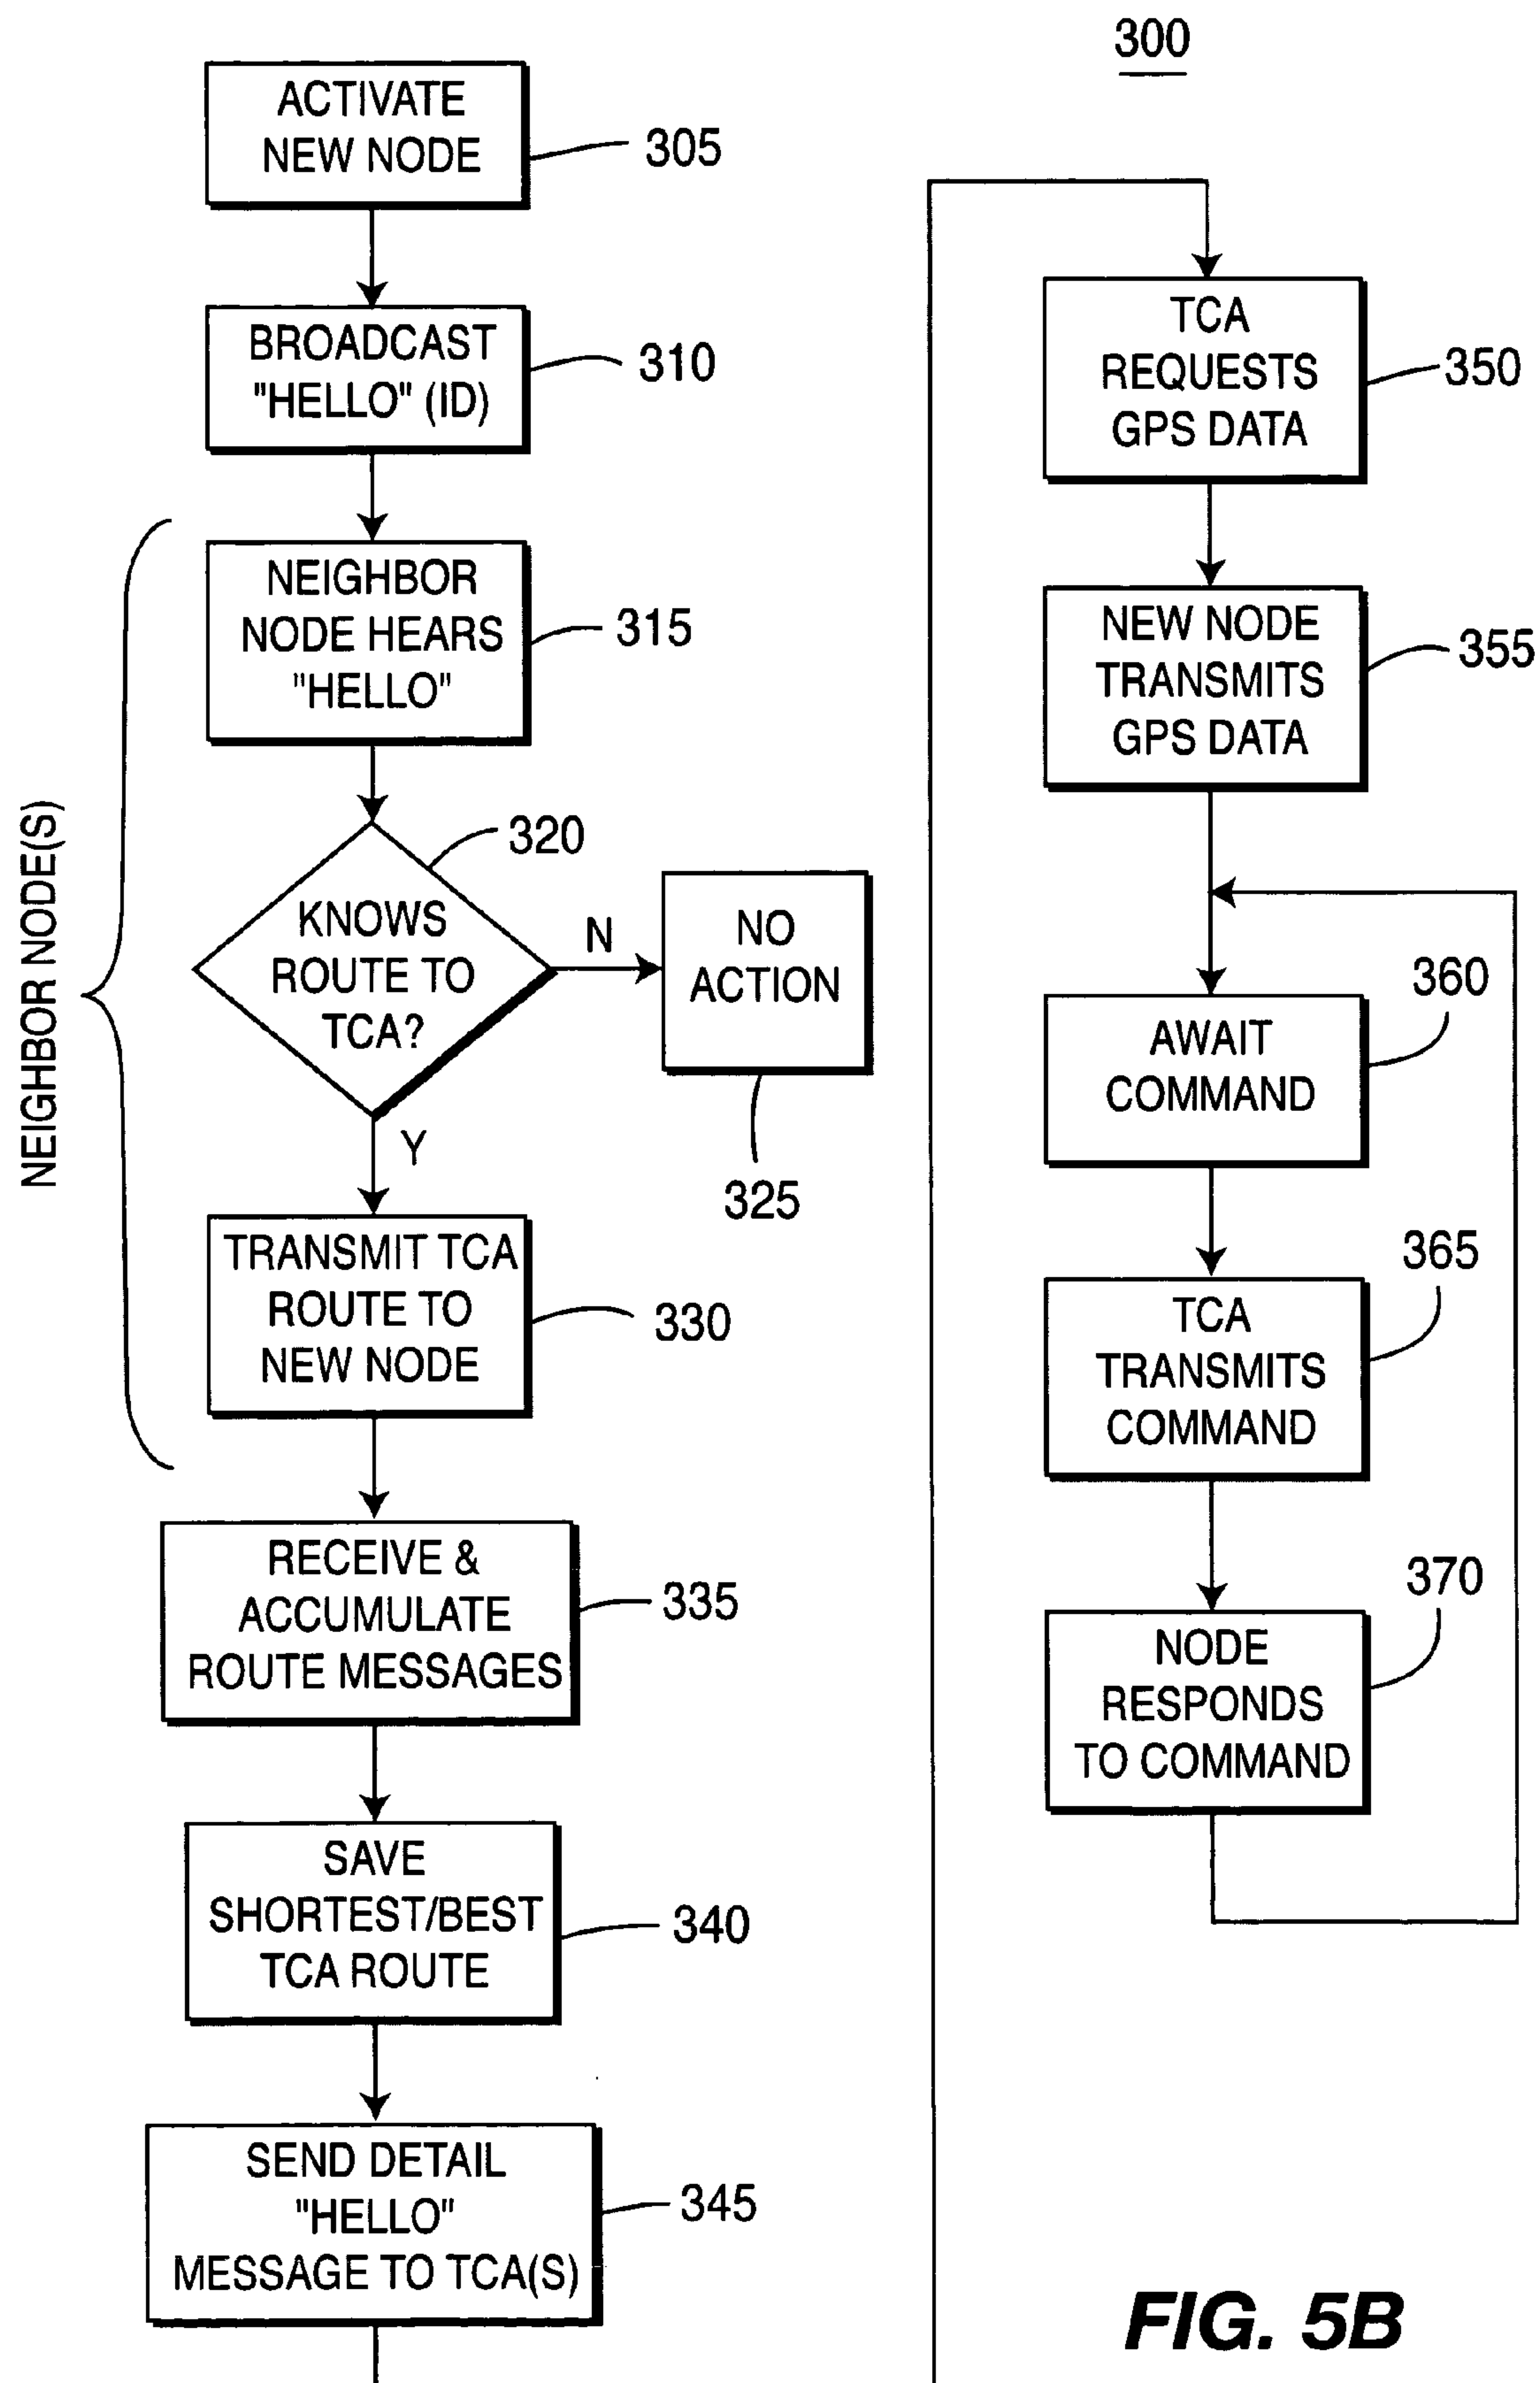 300
ACTIVATE
NEW NODE
305
BROADCAST
"HELLO" (ID)
310
NEIGHBOR NODE(S)
NEIGHBOR
NODE HEARS
"HELLO"
315
320
KNOWS
ROUTE TO
TCA?
N
NO
ACTION
325
Y
TRANSMIT TCA
ROUTE TO
NEW NODE
330
RECEIVE &
ACCUMULATE
ROUTE MESSAGES
335
SAVE
SHORTEST/BEST
TCA ROUTE
340
SEND DETAIL
"HELLO"
MESSAGE TO TCA(S)
345
TCA
REQUESTS
GPS DATA
350
NEW NODE
TRANSMITS
GPS DATA
355
AWAIT
COMMAND
360
TCA
TRANSMITS
COMMAND
365
NODE
RESPONDS
TO COMMAND
370
FIG. 5B